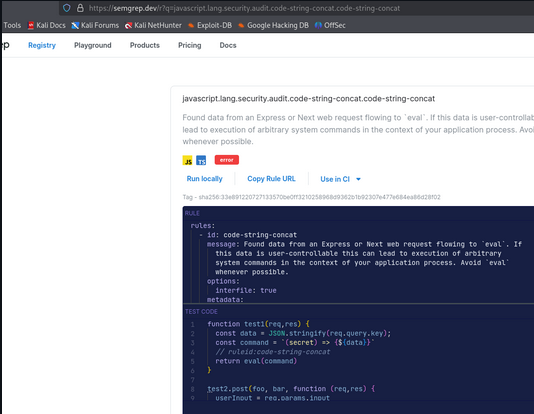 https://semgrep.dev/r?q=javascript.lang.security.audit.code-string-concat.code-string-concat
Tools Kali Docs Kali Forums Kali NetHunter Exploit-DB Google Hacking DB OffSec
ep Registry Playground Products Pricing Docs
javascript.lang.security.audit.code-string-concat.code-string-concat
Found data from an Express or Next web request flowing to `eval`. If this data is user-controllab
lead to execution of arbitrary system commands in the context of your application process. Avoi
whenever possible.
JS TS error
Run locally Copy Rule URL Use in CI
Tag - 
RULE
rules:
- id: code-string-concat
message: Found data from an Express or Next web request flowing to `eval`. If
this data is user-controllable this can lead to execution of arbitrary
system commands in the context of your application process. Avoid `eval`
whenever possible.
options:
interfile: true
metadata:
TEST CODE
1 function test1(req,res) {
2 const data = JSON.stringify(req.query.key);
3 const command = `(secret) => {${data}}`
4 // ruleid:code-string-concat
5 return eval(command)
6 }
7
8 test2.post(foo, bar, function (req,res) {
9 userInput = req.params.input